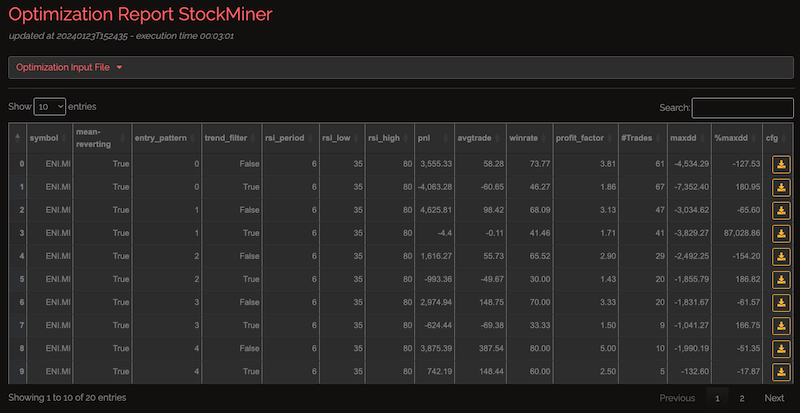 Optimization Report StockMiner
updated at 20240123T152435 - execution time 00:03:01
Optimization Input File
Show 10 entries Search:
symbol mean-reverting entry_pattern trend_filter rsi_period rsi_low rsi_high pnl avgtrade winrate profit_factor #Trades maxdd %maxdd cfg
0 ENI.MI True 0 False 6 35 80 3,555.33 58.28 73.77 3.81 61 -4,534.29 -127.53
1 ENI.MI True 0 True 6 35 80 -4,063.28 -60.65 46.27 1.86 67 -7,352.40 180.95
2 ENI.MI True 1 False 6 35 80 4,625.81 98.42 68.09 3.13 47 -3,034.62 -65.60
3 ENI.MI True 1 True 6 35 80 -4.4 -0.11 41.46 1.71 41 -3,829.27 87,028.86
4 ENI.MI True 2 False 6 35 80 1,616.27 55.73 65.52 2.90 29 -2,492.25 -154.20
5 ENI.MI True 2 True 6 35 80 -993.36 -49.67 30.00 1.43 20 -1,855.79 186.82
6 ENI.MI True 3 False 6 35 80 2,974.94 148.75 70.00 3.33 20 -1,831.67 -61.57
7 ENI.MI True 3 True 6 35 80 -624.44 -69.38 33.33 1.50 9 -1,041.27 166.75
8 ENI.MI True 4 False 6 35 80 3,875.39 387.54 80.00 5.00 10 -1,990.19 -51.35
9 ENI.MI True 4 True 6 35 80 742.19 148.44 60.00 2.50 5 -132.60 -17.87
Showing 1 to 10 of 20 entries Previous 1 2 Next